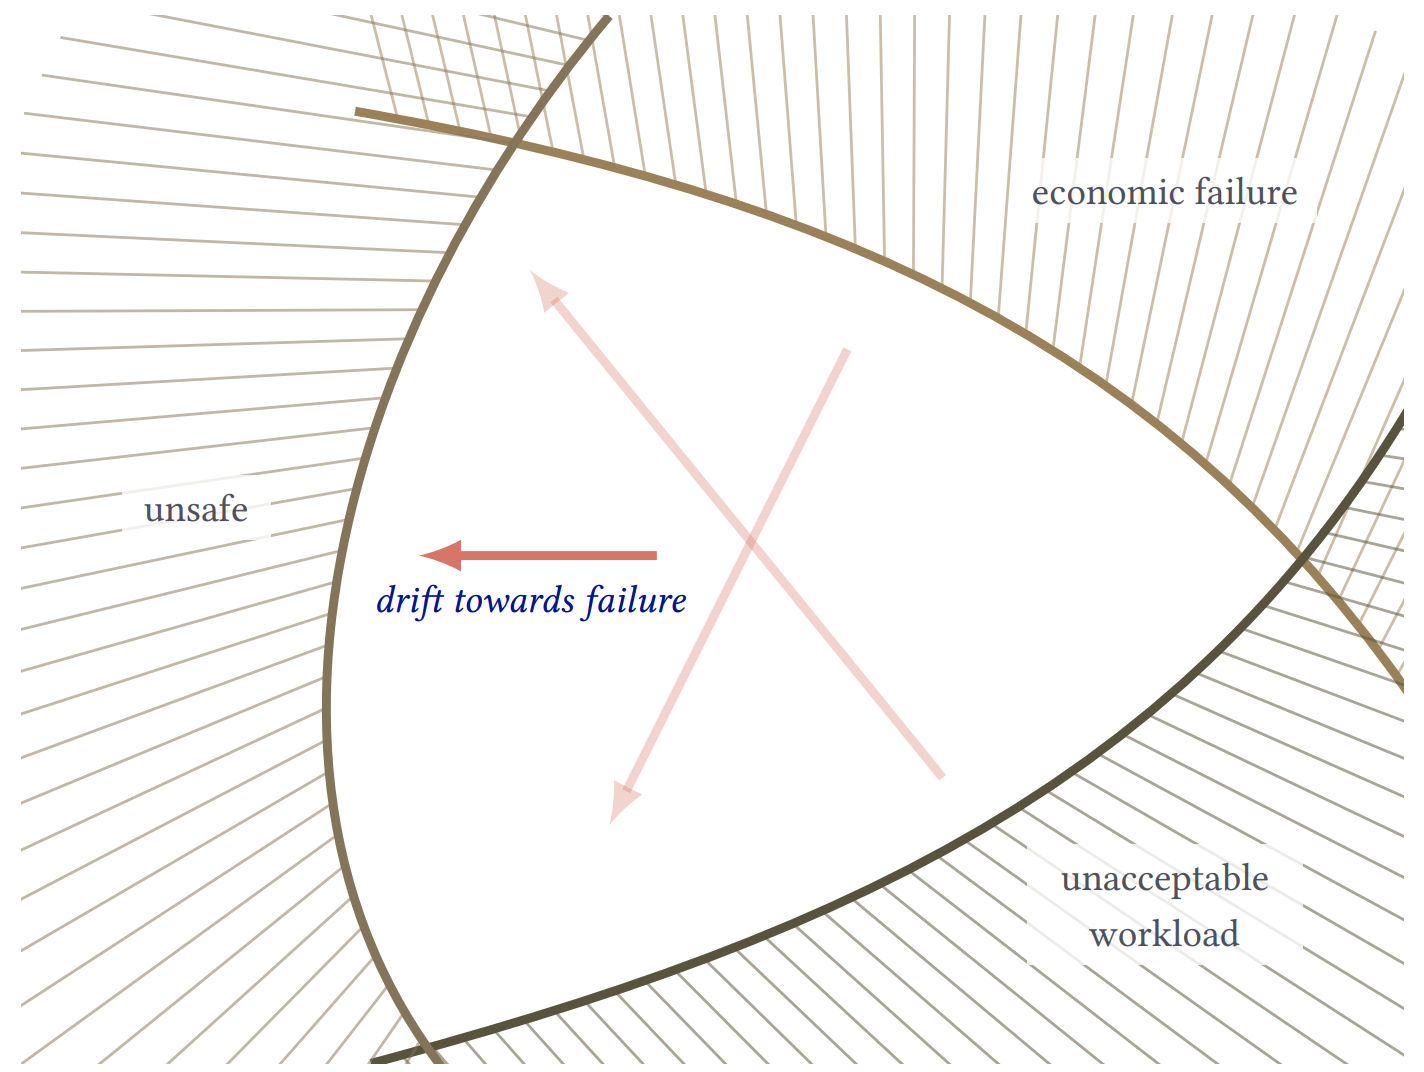 economic failure
unsafe
drift towards failure
unacceptable
workload